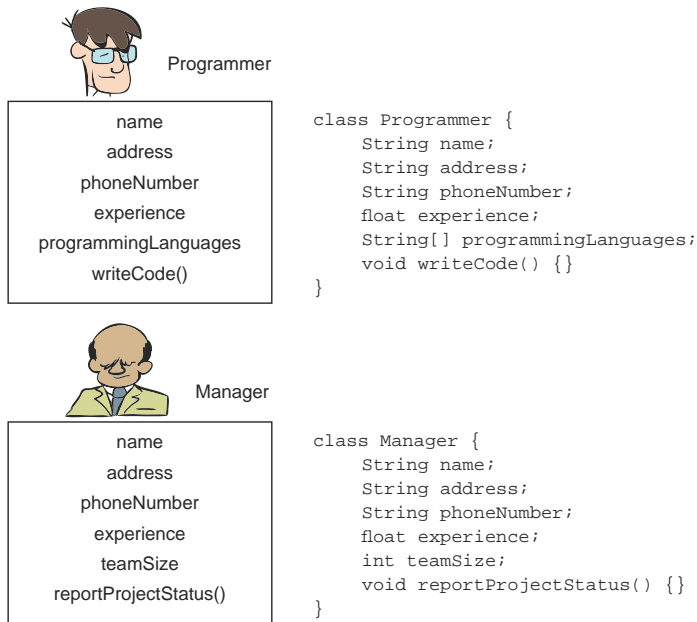 Programmer
name
address
phoneNumber
experience
programmingLanguages
writeCode()
class Programmer {
String name;
String address;
String phoneNumber;
float experience;
String[] programmingLanguages;
void writeCode() {}
}
Manager
name
address
phoneNumber
experience
teamSize
reportProjectStatus()
class Manager {
String name;
String address;
String phoneNumber;
float experience;
int teamSize;
void reportProjectStatus() {}
}